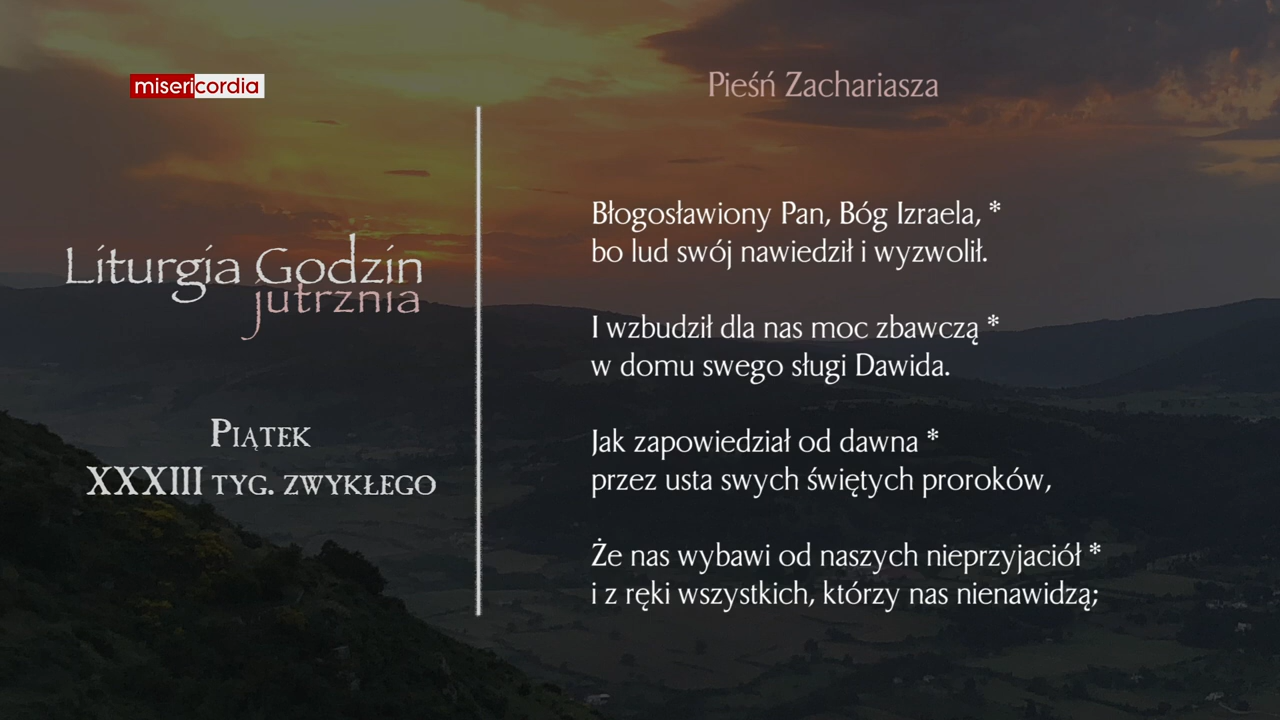 misericordia
Liturgia Godzin
jutrznia
Piątek
XXXIII tyg. zwykłego
Pieśń Zachariasza
Błogosławiony Pan, Bóg Izraela, *
bo lud swój nawiedził i wyzwolił.
I wzbudził dla nas moc zbawczą *
w domu swego sługi Dawida.
Jak zapowiedział od dawna *
przez usta swych świętych proroków,
Że nas wybawi od naszych nieprzyjaciół *
i z ręki wszystkich, którzy nas nienawidzą;